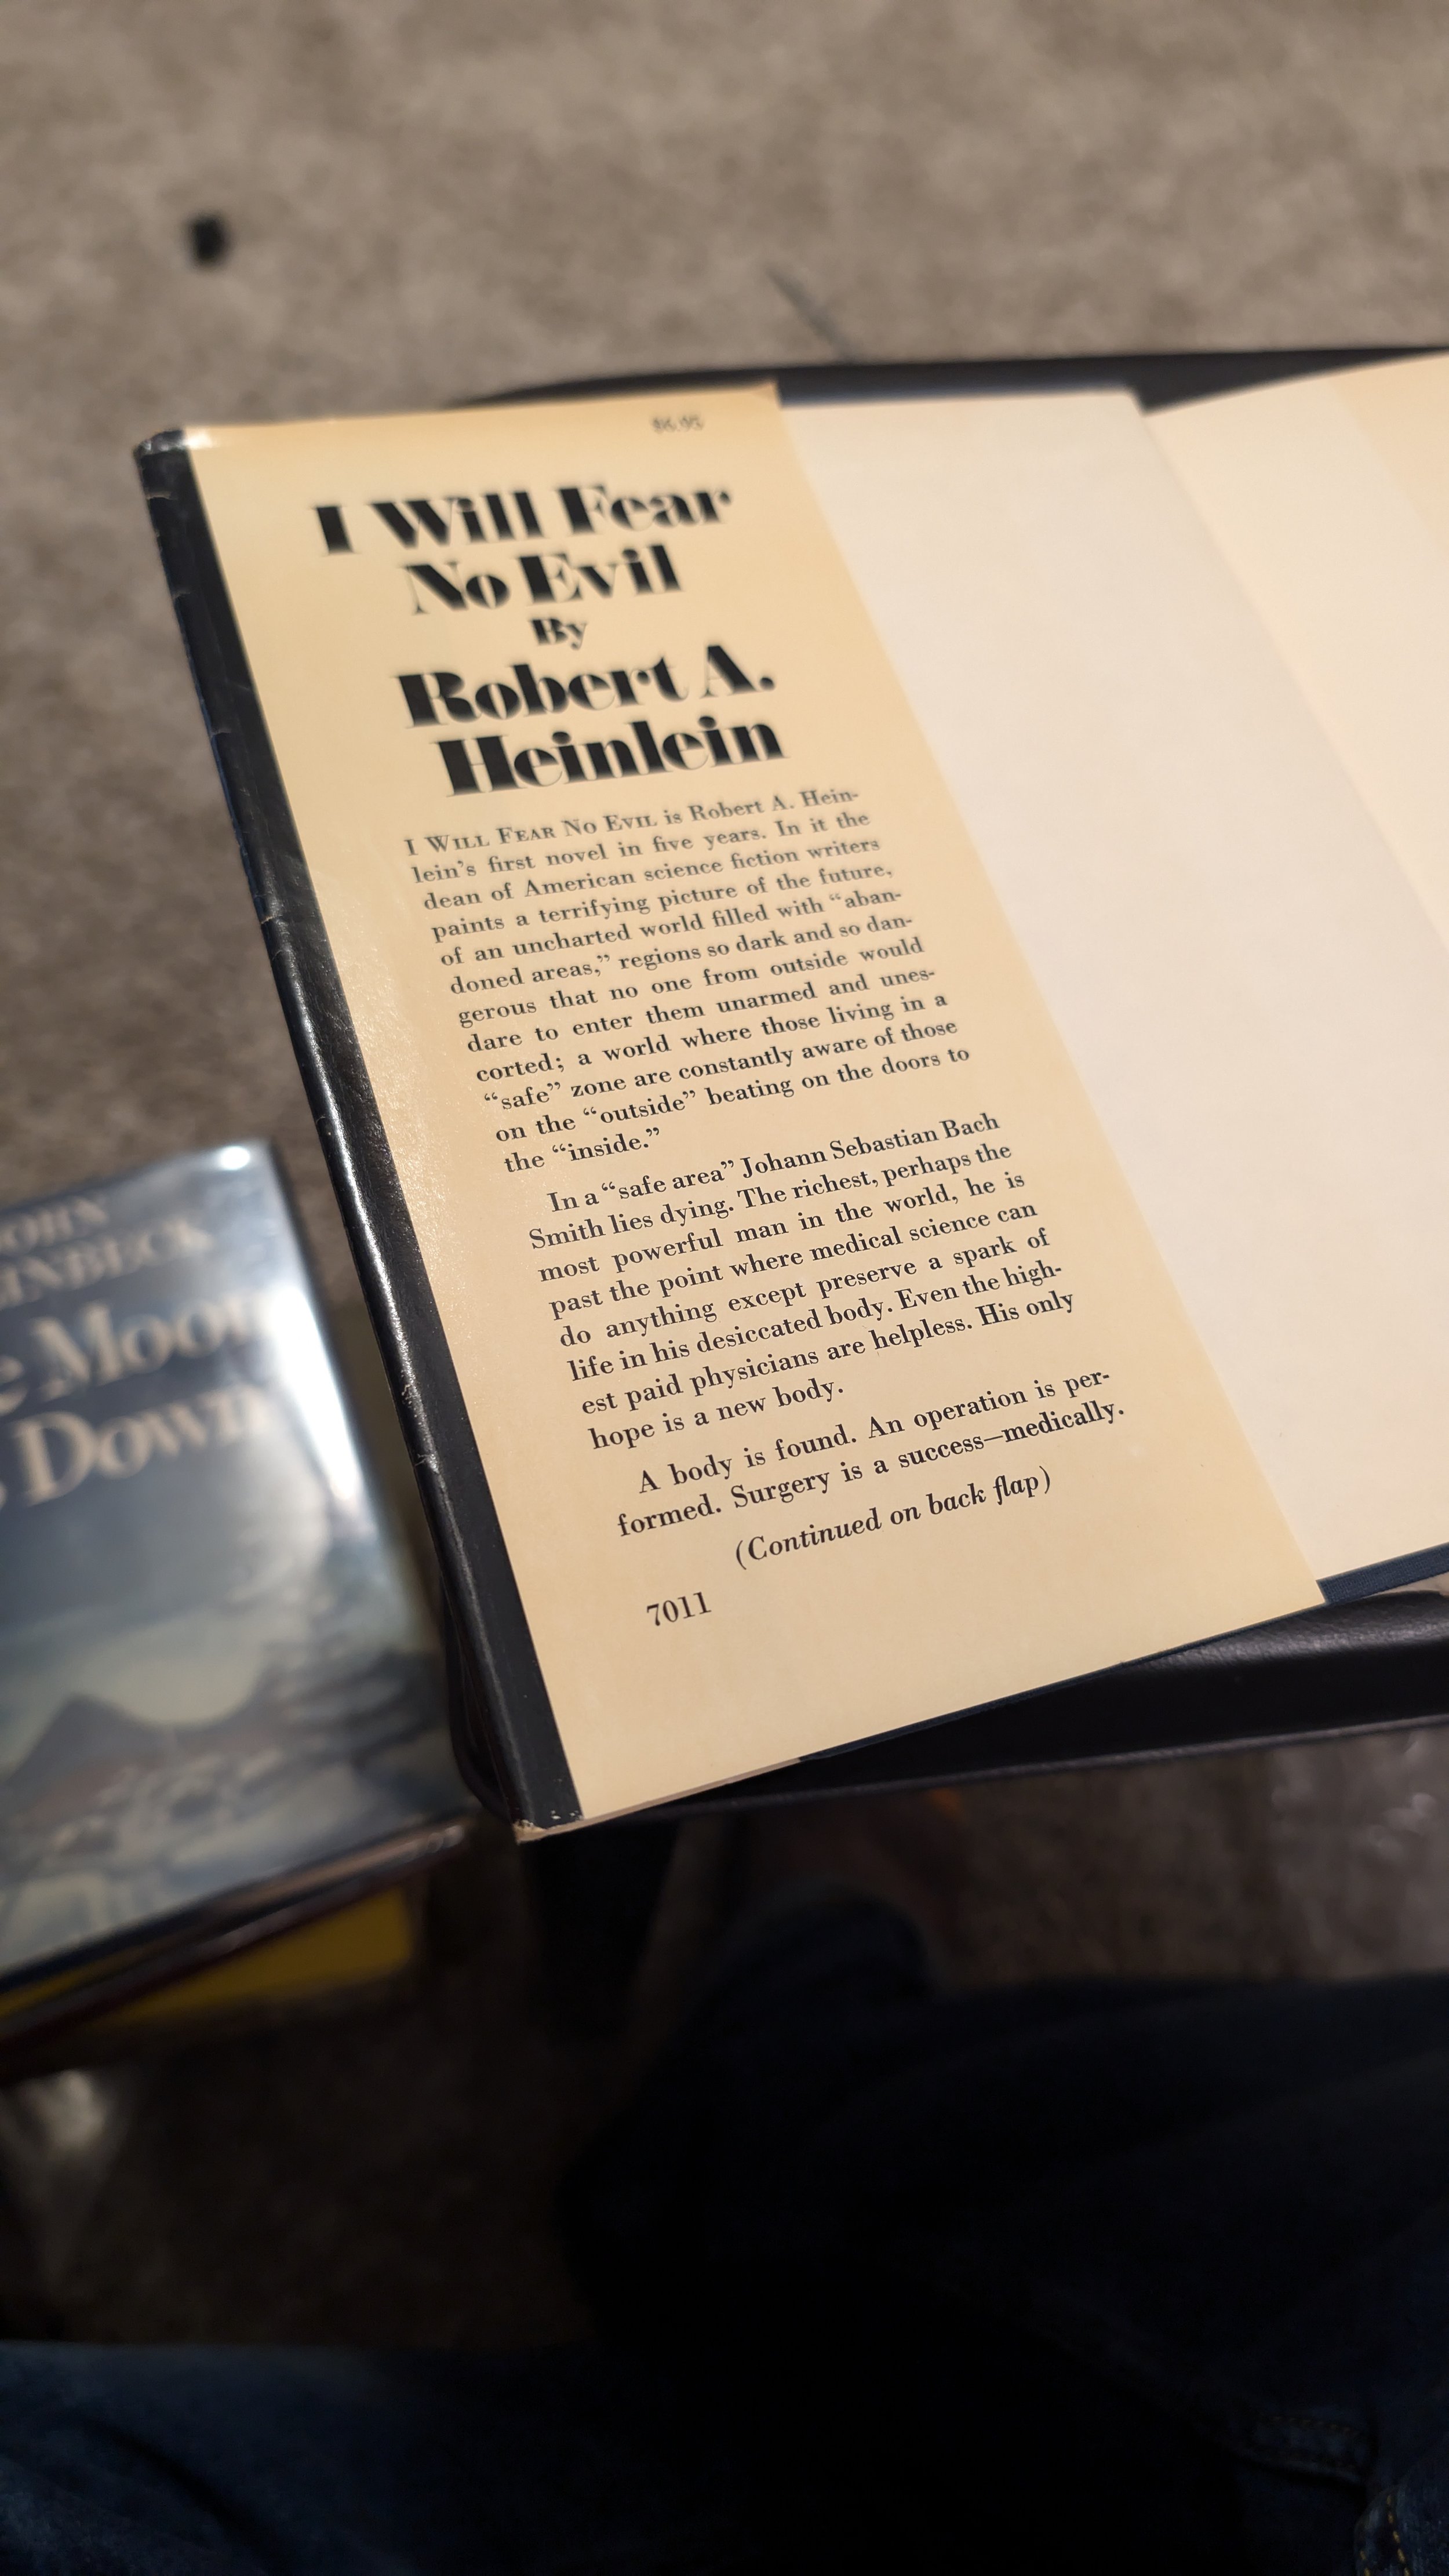 $6.95
I Will Fear
No Evil
By
Robert A.
Heinlein
I WILL FEAR NO EVIL is Robert A. Hein-
lein's first novel in five years. In it the
dean of American science fiction writers
paints a terrifying picture of the future,
of an uncharted world filled with “aban-
doned areas,” regions so dark and so dan-
gerous that no one from outside would
dare to enter them unarmed and unes-
corted; a world where those living in a
“safe” zone are constantly aware of those
on the “outside” beating on the doors to
the “inside.”
In a “safe area” Johann Sebastian Bach
Smith lies dying. The richest, perhaps the
most powerful man in the world, he is
past the point where medical science can
do anything except preserve a spark of
life in his desiccated body. Even the high-
est paid physicians are helpless. His only
hope is a new body.
A body is found. An operation is per-
formed. Surgery is a success—medically.
(Continued on back flap)
7011
Moon
Down